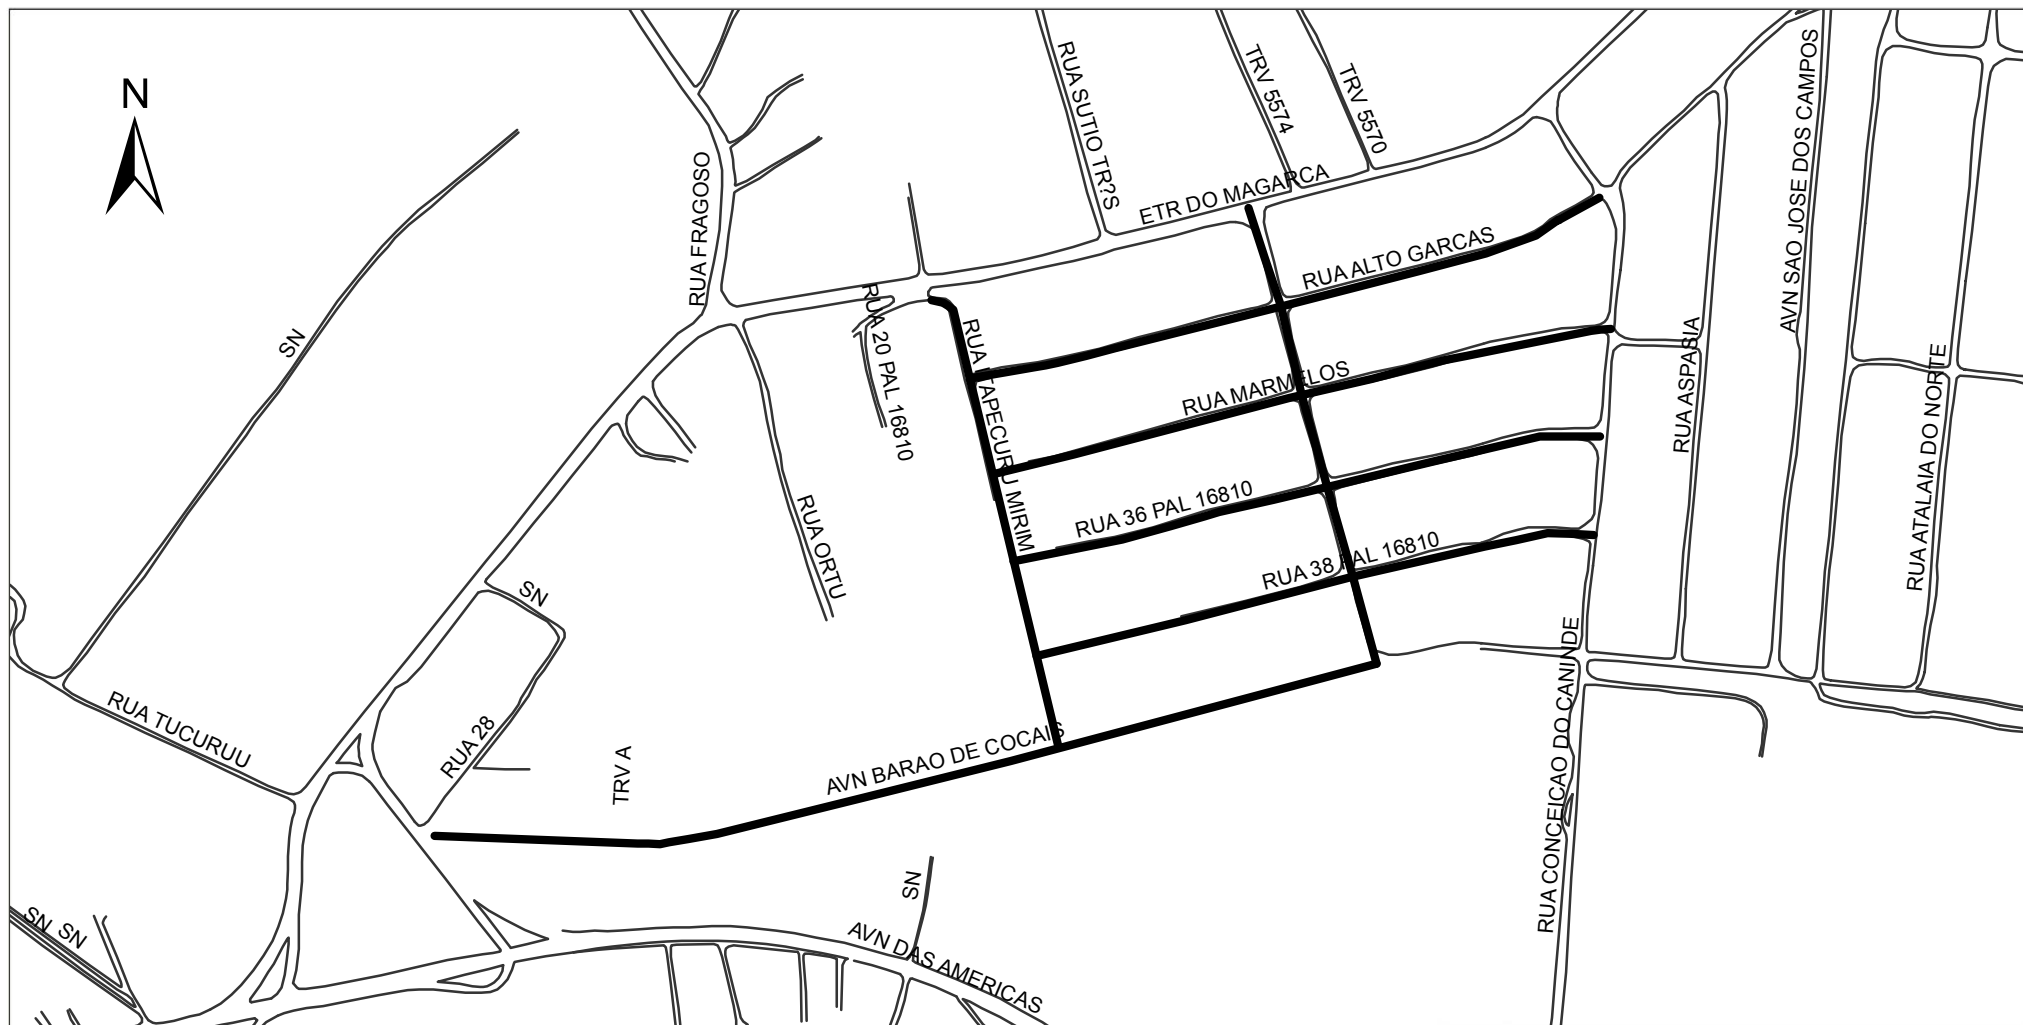 N
RUA SUTIO TR?S
TRV 5574
TRV 5570
AVN SAO JOSE DOS CAMPOS
RUA FRAGOSO
ETR DO MAGARCA
RUA ALTO GARCAS
SN
RUA 20 PAL 16810
RUA ITAPECURU MIRIM
RUA MARMELOS
RUA ASPASIA
RUA ATALAIA DO NORTE
RUA ORTU
RUA 36 PAL 16810
RUA 38 PAL 16810
SN
RUA TUCURUU
RUA 28
TRV A
AVN BARAO DE COCAIS
RUA CONCEICAO DO CANINDE
SN
SN
SN
AVN DAS AMERICAS